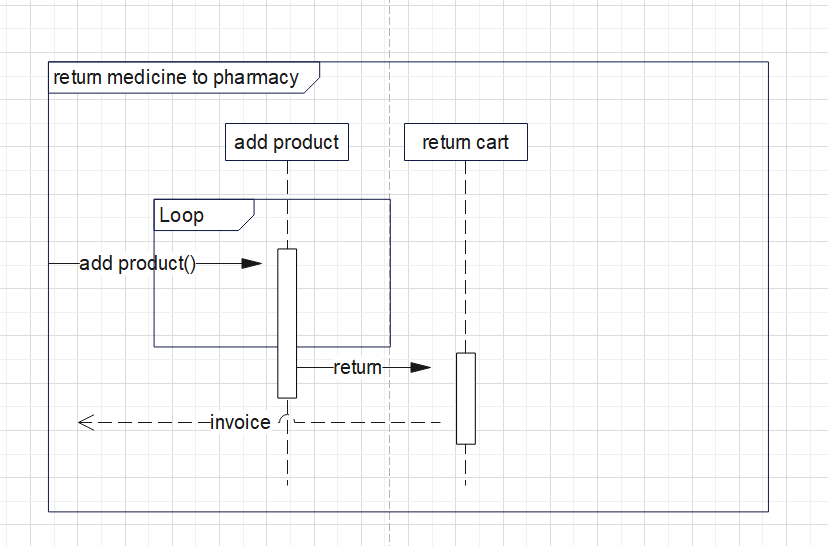 return medicine to pharmacy
add product
return cart
Loop
add product()
return
invoice